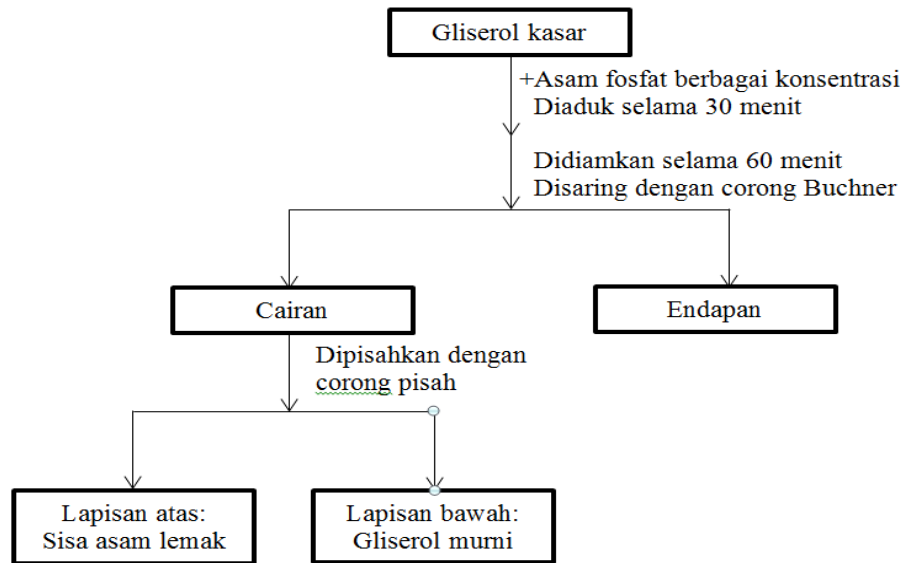 Gliserol kasar
+Asam fosfat berbagai konsentrasi
Diaduk selama 30 menit
Didiamkan selama 60 menit
Disaring dengan corong Buchner
Cairan
Endapan
Dipisahkan dengan
corong pisah
Lapisan atas:
Sisa asam lemak
Lapisan bawah:
Gliserol murni